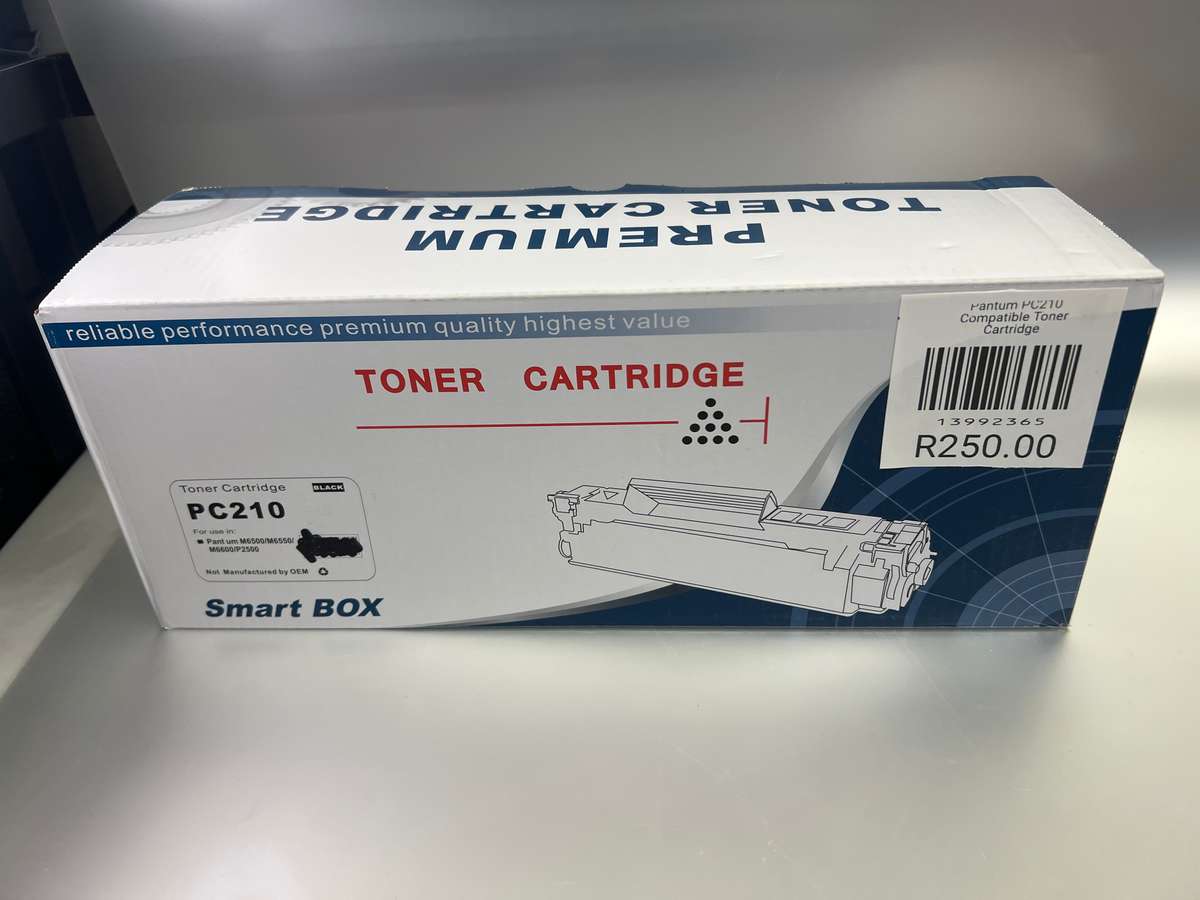 PREMIUM
TONER CARTRIDGE
reliable performance premium quality highest value
TONER CARTRIDGE
Pantum PC210
Compatible Toner
Cartridge
13992365
R250.00
Toner Cartridge BLACK
PC210
For use in:
Pant um M6500/M6550/
M6600/P2500
Not Manufactured by OEM
Smart BOX